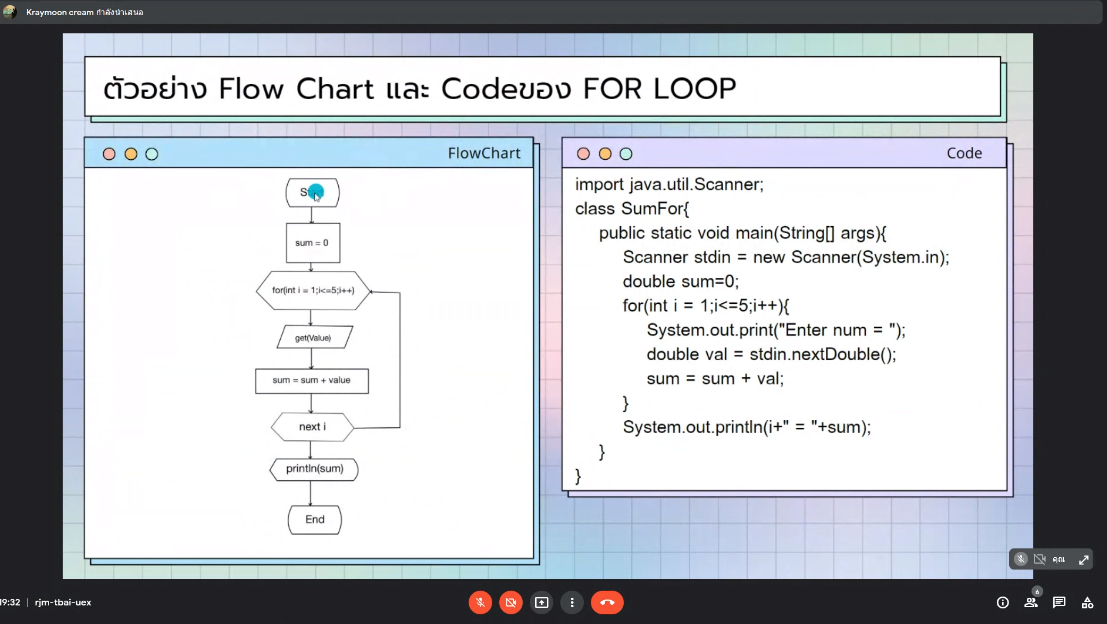 Kraymoon cream กำลังนำเสนอ
ตัวอย่าง Flow Chart และ Codeของ FOR LOOP
FlowChart
sum = 0
for(int i = 1;i<=5;i++)
get(Value)
sum = sum + value
next i
println(sum)
End
Code
import java.util.Scanner;
class SumFor{
public static void main(String[] args){
Scanner stdin = new Scanner(System.in);
double sum=0;
for(int i = 1;i<=5;i++){
System.out.print("Enter num = ");
double val = stdin.nextDouble();
sum = sum + val;
}
System.out.println(i+" = "+sum);
}
}
คุณ
19:32 | rjm-tbai-uex
6